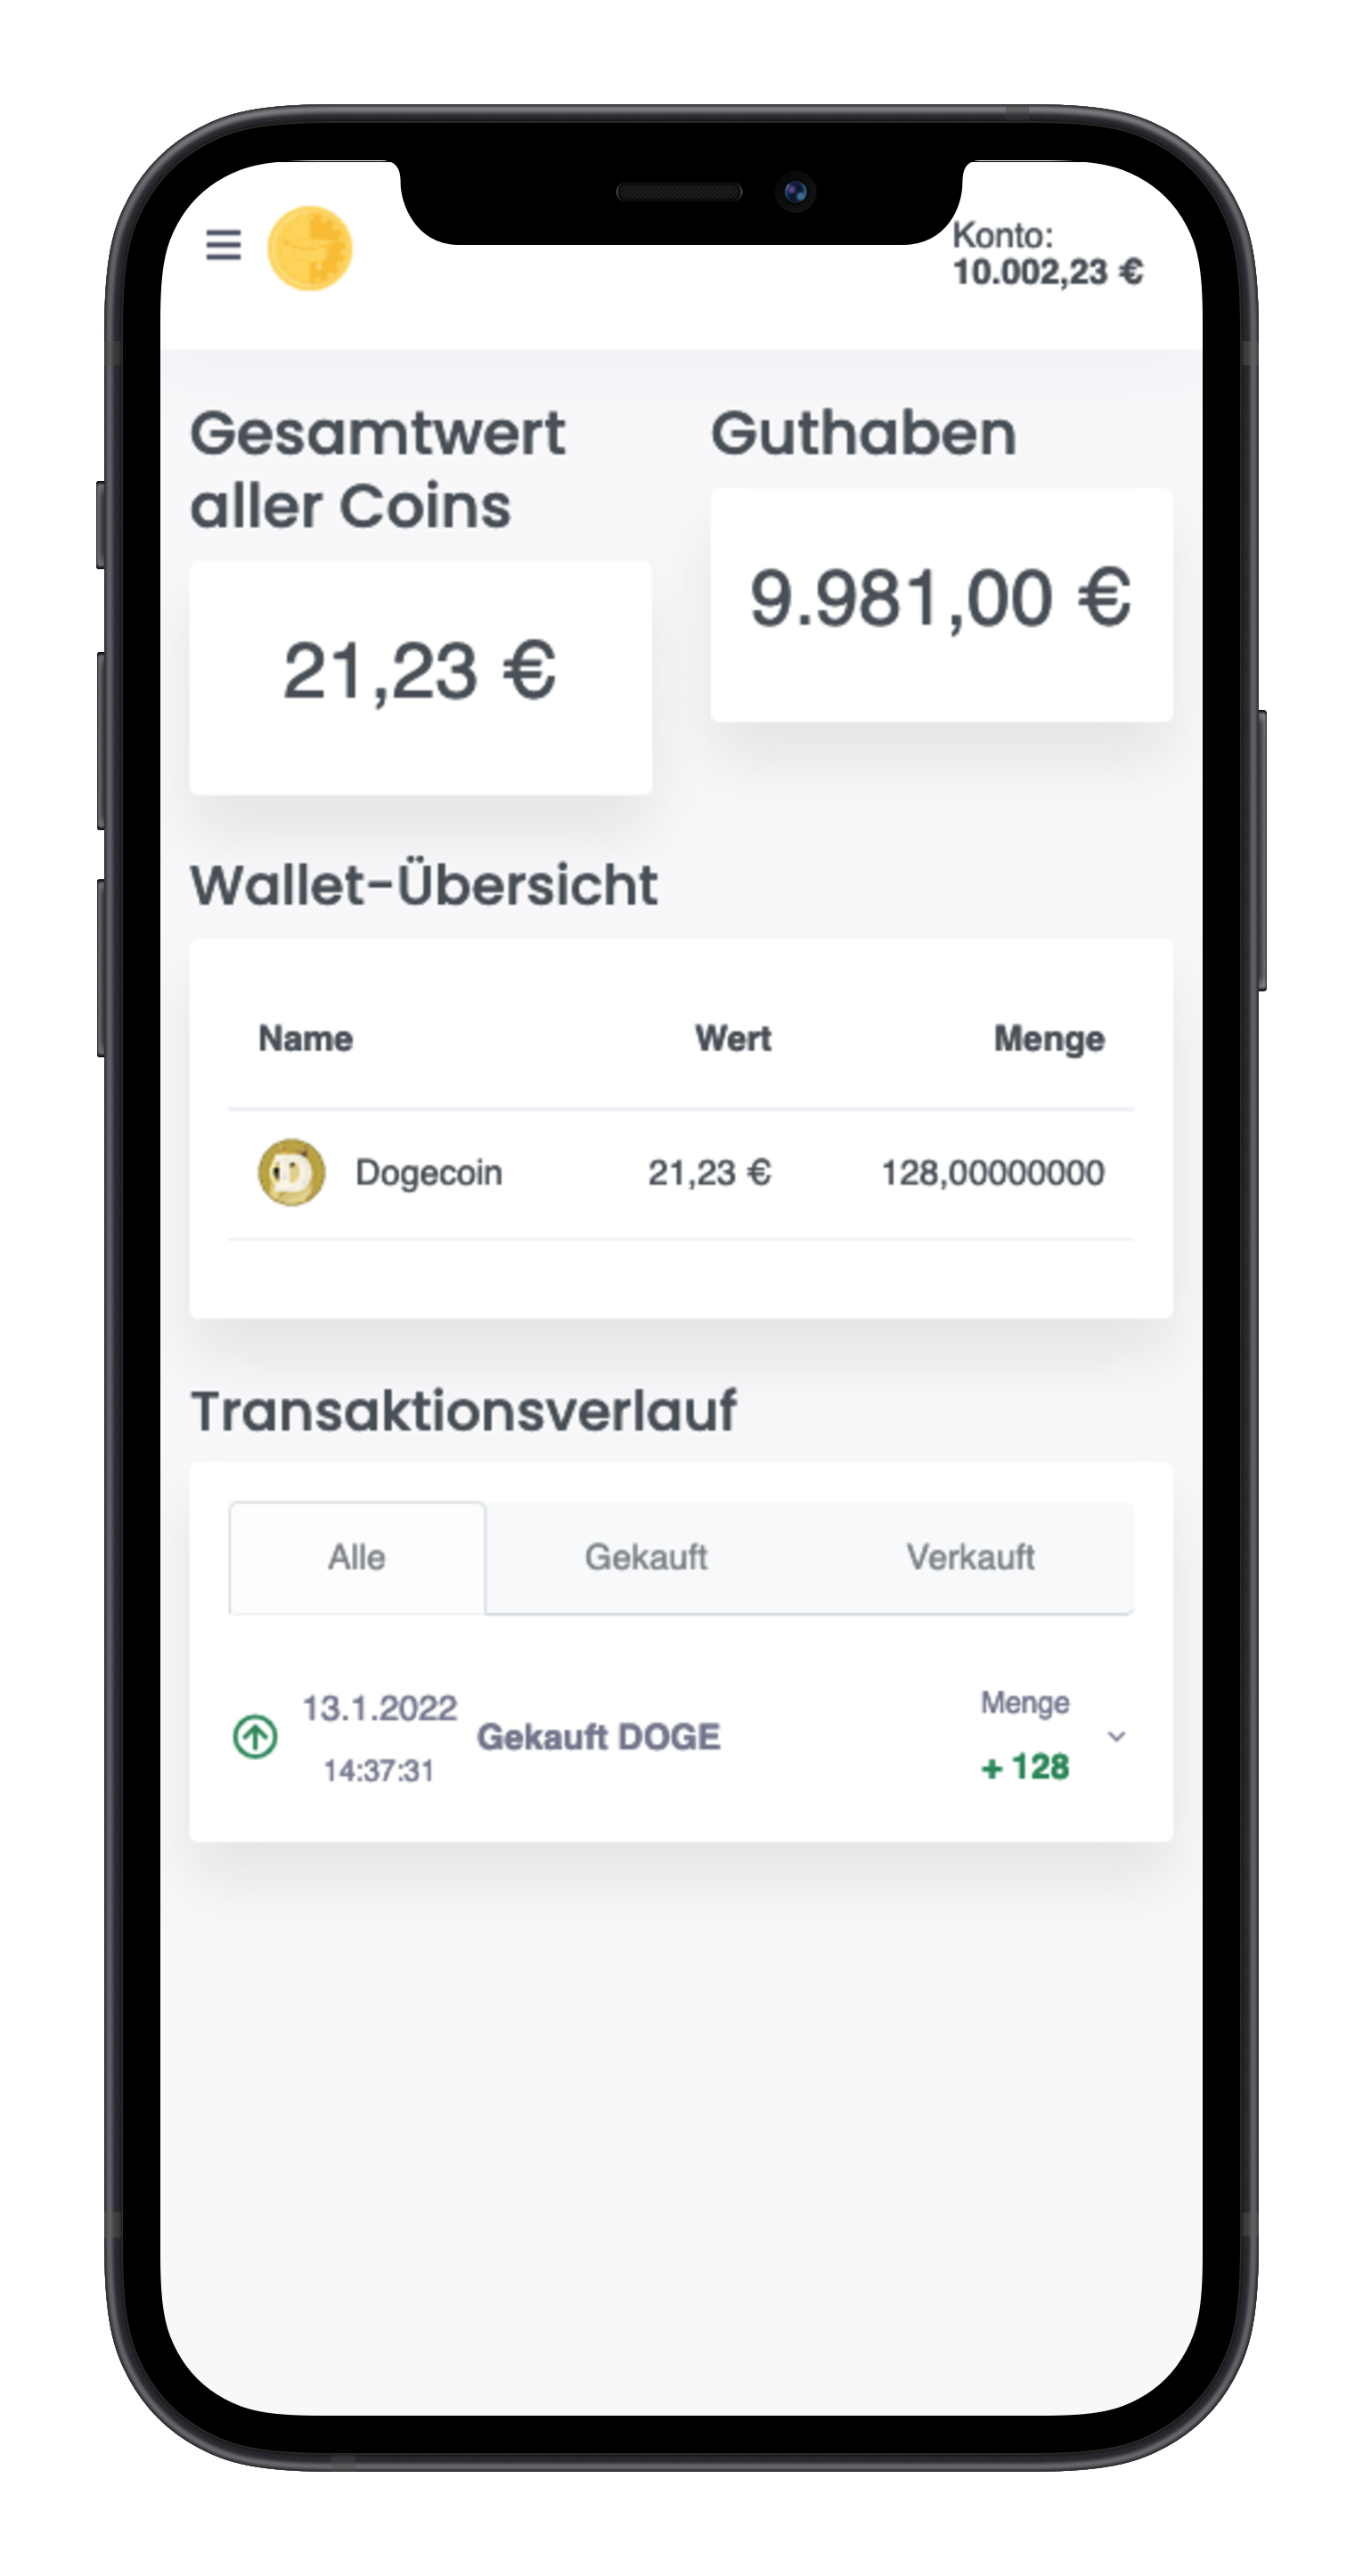 Konto:
10.002,23 €
Gesamtwert
aller Coins
21,23 €
Guthaben
9.981,00 €
Wallet-Übersicht
Name Wert Menge
Dogecoin 21,23 € 128,00000000
Transaktionsverlauf
Alle Gekauft Verkauft
13.1.2022
14:37:31
Gekauft DOGE
Menge
+ 128